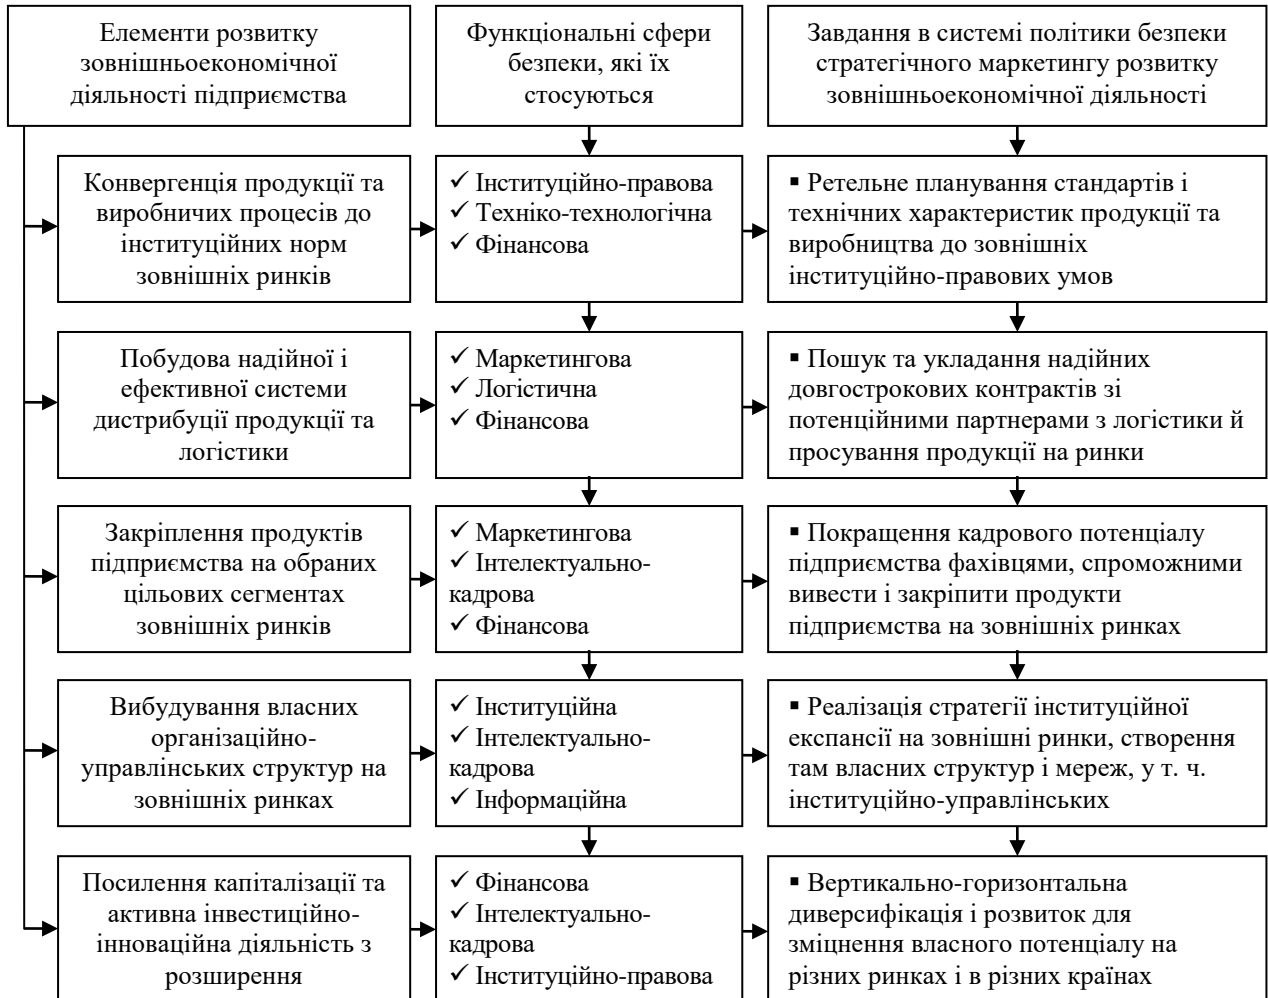 Елементи розвитку
зовнішньоекономічної
діяльності підприємства
Функціональні сфери
безпеки, які їх
стосуються
Завдання в системі політики безпеки
стратегічного маркетингу розвитку
зовнішньоекономічної діяльності
Конвергенція продукції та
виробничих процесів до
інституційних норм
зовнішніх ринків
✓ Інституційно-правова
✓ Техніко-технологічна
✓ Фінансова
▪ Ретельне планування стандартів і
технічних характеристик продукції та
виробництва до зовнішніх
інституційно-правових умов
Побудова надійної і
ефективної системи
дистрибуції продукції та
логістики
✓ Маркетингова
✓ Логістична
✓ Фінансова
▪ Пошук та укладання надійних
довгострокових контрактів зі
потенційними партнерами з логістики й
просування продукції на ринки
Закріплення продуктів
підприємства на обраних
цільових сегментах
зовнішніх ринків
✓ Маркетингова
✓ Інтелектуально-
кадрова
✓ Фінансова
▪ Покращення кадрового потенціалу
підприємства фахівцями, спроможними
вивести і закріпити продукти
підприємства на зовнішніх ринках
Вибудування власних
організаційно-
управлінських структур на
зовнішніх ринках
✓ Інституційна
✓ Інтелектуально-
кадрова
✓ Інформаційна
▪ Реалізація стратегії інституційної
експансії на зовнішні ринки, створення
там власних структур і мереж, у т. ч.
інституційно-управлінських
Посилення капіталізації та
активна інвестиційно-
інноваційна діяльність з
розширення
✓ Фінансова
✓ Інтелектуально-
кадрова
✓ Інституційно-правова
▪ Вертикально-горизонтальна
диверсифікація і розвиток для
зміцнення власного потенціалу на
різних ринках і в різних країнах